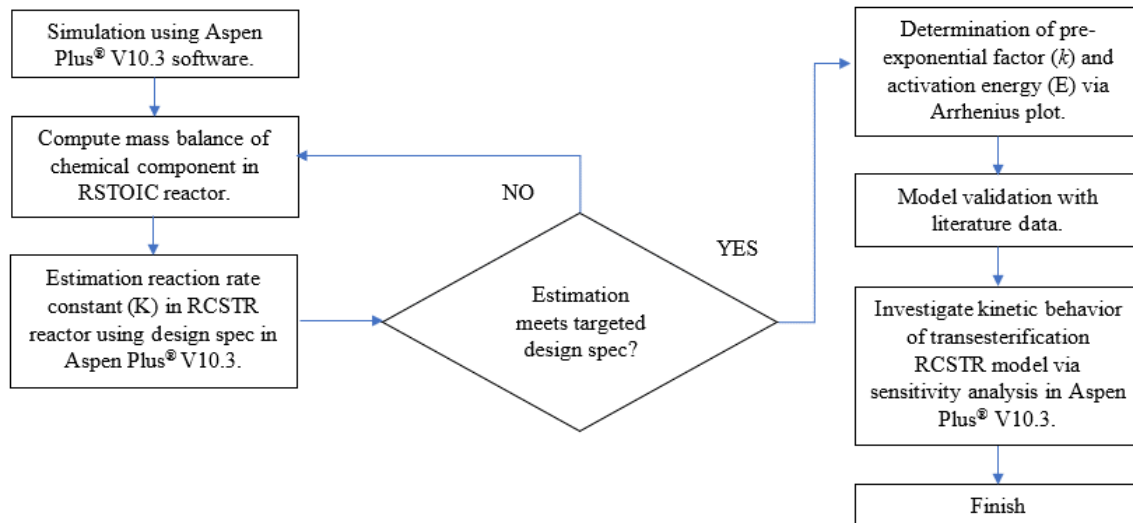 Simulation using Aspen
Plus® V10.3 software.
Compute mass balance of
chemical component in
RSTOIC reactor.
Estimation reaction rate
constant (K) in RCSTR
reactor using design spec in
Aspen Plus® V10.3.
NO
Estimation
meets targeted
design spec?
YES
Determination of pre-
exponential factor (k) and
activation energy (E) via
Arrhenius plot.
Model validation with
literature data.
Investigate kinetic behavior
of transesterification
RCSTR model via
sensitivity analysis in Aspen
Plus® V10.3.
Finish